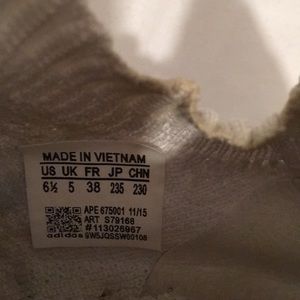 MADE IN VIETNAM
US UK FR JP CHN
6½ 5 38 235 230
APE 675001 11/15
ART S79168
#113026967
adidas 9W5JQSSW00108